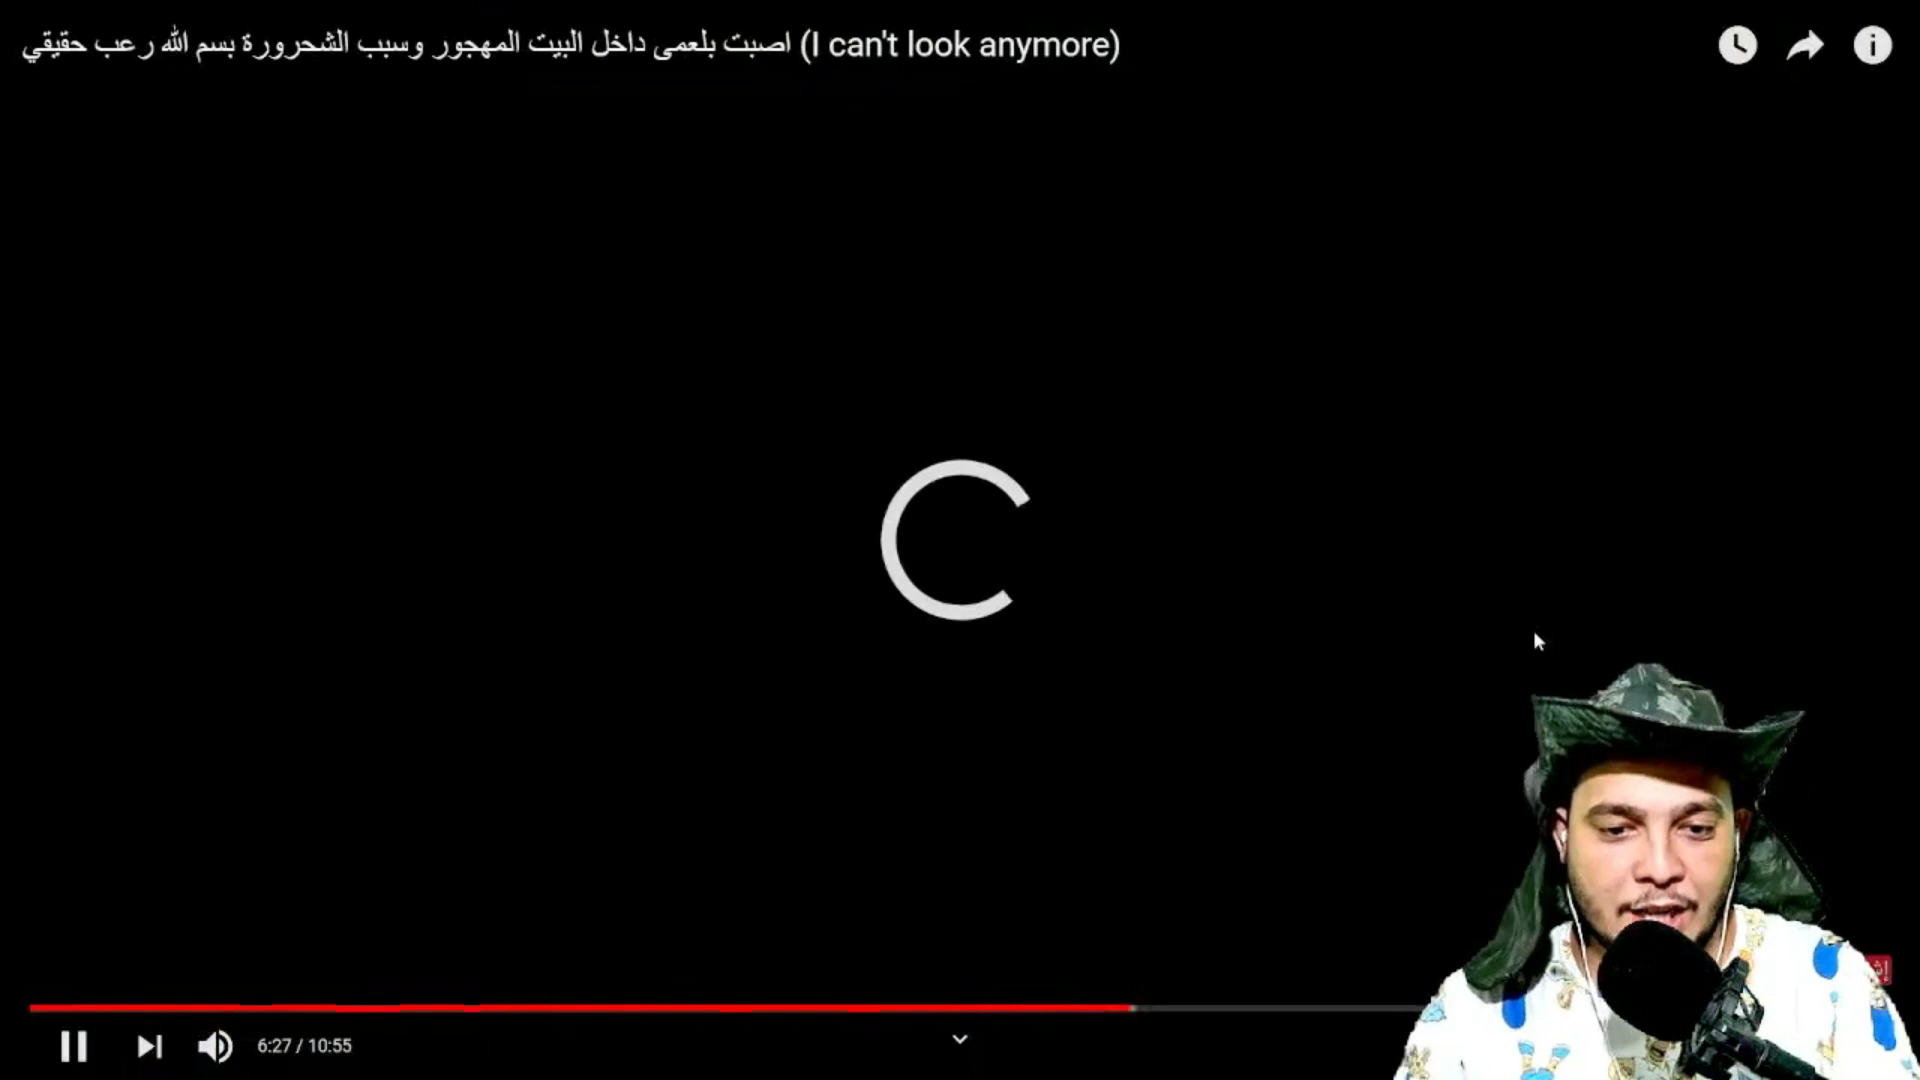 اصبت بلعمى داخل البيت المهجور وسبب الشحرورة بسم الله رعب حقيقي (I can't look anymore)
6:27 / 10:55